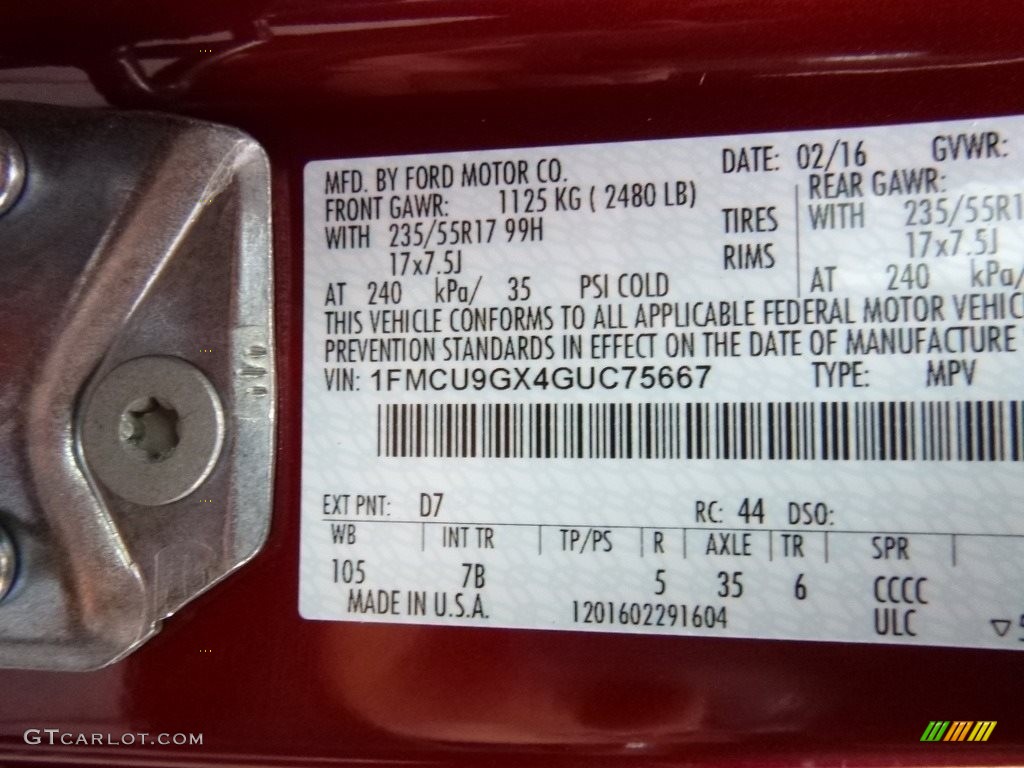 MFD. BY FORD MOTOR CO. DATE: 02/16 GVWR:
FRONT GAWR: 1125 KG ( 2480 LB) REAR GAWR:
WITH 235/55R17 99H TIRES WITH 235/55R1
17x7.5J RIMS 17x7.5J
AT 240 kPa/ 35 PSI COLD AT 240 kPa/
THIS VEHICLE CONFORMS TO ALL APPLICABLE FEDERAL MOTOR VEHIC
PREVENTION STANDARDS IN EFFECT ON THE DATE OF MANUFACTURE
VIN: 1FMCU9GX4GUC75667 TYPE: MPV
EXT PNT: D7 RC: 44 DSO:
WB INT TR TP/PS R AXLE TR SPR
105 7B 5 35 6 CCCC
MADE IN U.S.A. 1201602291604 ULC
GTCARLOT.COM